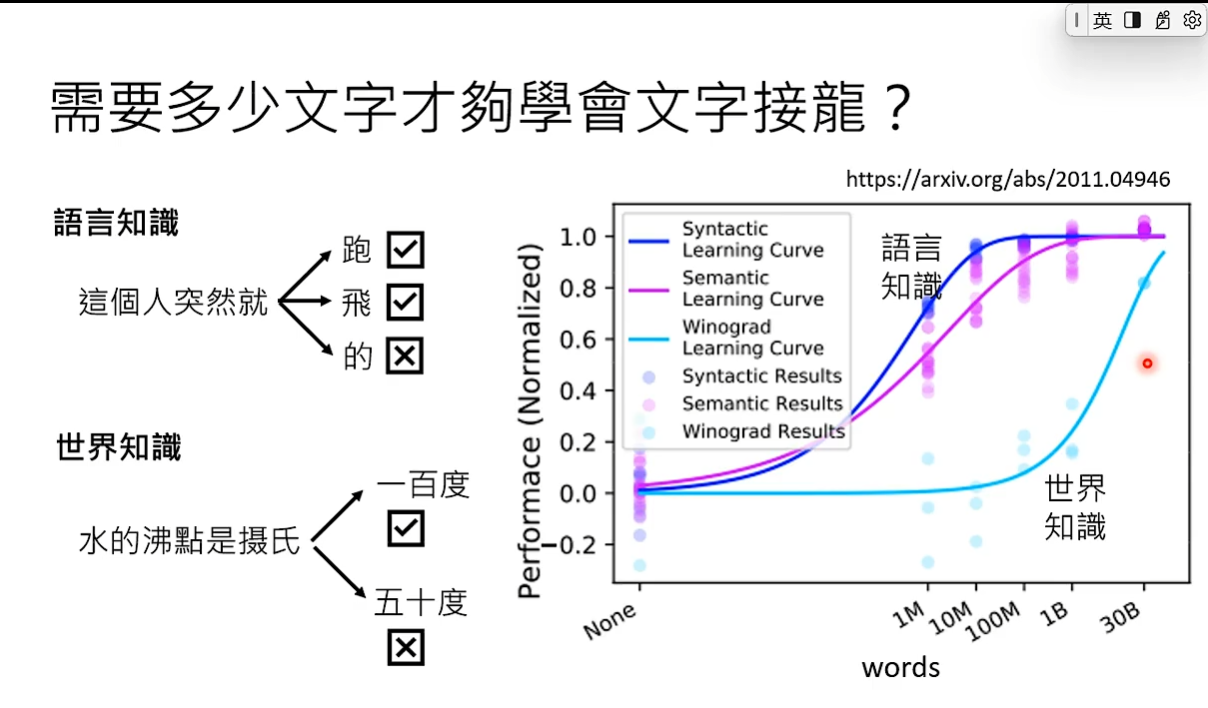 英
需要多少文字才夠學會文字接龍？
https://arxiv.org/abs/2011.04946
語言知識
這個人突然就
跑
飛
的
世界知識
水的沸點是攝氏
一百度
五十度
Performace (Normalized)
1.0
0.8
0.6
0.4
0.2
0.0
−0.2
Syntactic
Learning Curve
Semantic
Learning Curve
Winograd
Learning Curve
Syntactic Results
Semantic Results
Winograd Results
語言
知識
世界
知識
None
1M
10M
100M
1B
30B
words